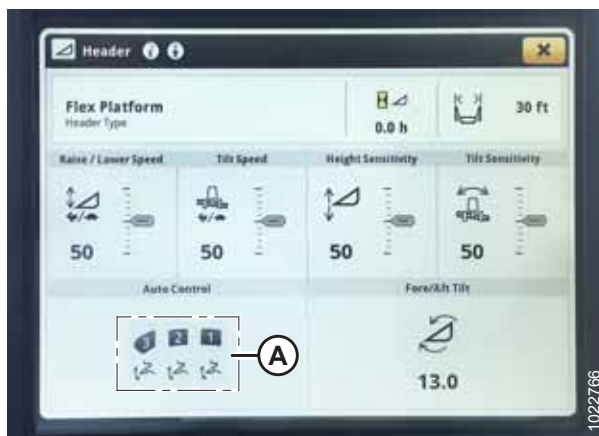 Header
Flex Platform
Header Type
0.0 h
30 ft
Raise / Lower Speed
Tilt Speed
Height Sensitivity
Tilt Sensitivity
50
50
50
50
Auto Control
Fore/Aft Tilt
3 2 1
A
13.0
1022766